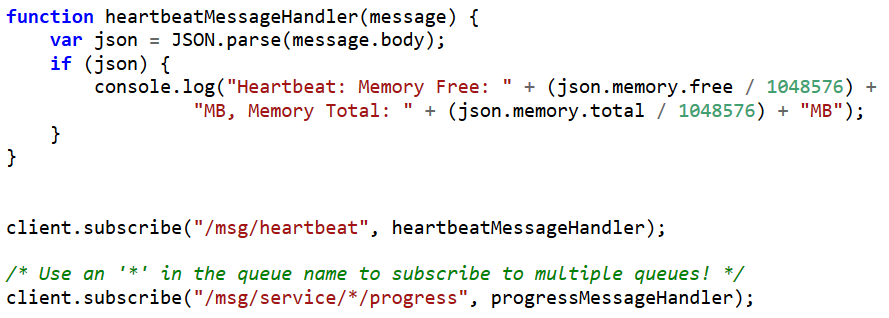 function heartbeatMessageHandler(message) {
    var json = JSON.parse(message.body);
    if (json) {
        console.log("Heartbeat: Memory Free: " + (json.memory.free / 1048576) +
                 "MB, Memory Total: " + (json.memory.total / 1048576) + "MB");
    }
}
client.subscribe("/msg/heartbeat", heartbeatMessageHandler);
/* Use an '*' in the queue name to subscribe to multiple queues! */
client.subscribe("/msg/service/*/progress", progressMessageHandler);